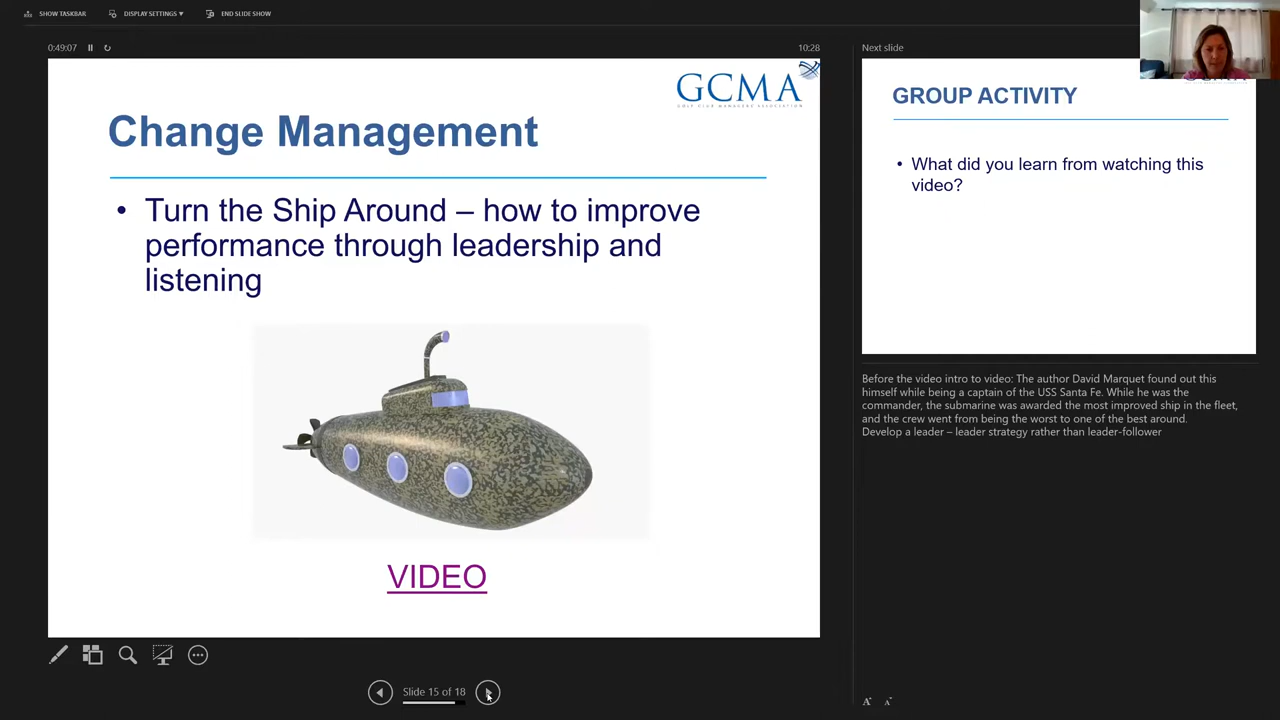 SHOW TASKBAR
DISPLAY SETTINGS
END SLIDE SHOW
0:49:07
10:28
GCMA
GOLF CLUB MANAGERS ASSOCIATION
Change Management
• Turn the Ship Around – how to improve
performance through leadership and
listening
VIDEO
Slide 15 of 18
Next slide
GROUP ACTIVITY
• What did you learn from watching this
video?
Before the video intro to video: The author David Marquet found out this
himself while being a captain of the USS Santa Fe. While he was the
commander, the submarine was awarded the most improved ship in the fleet,
and the crew went from being the worst to one of the best around.
Develop a leader – leader strategy rather than leader-follower
A A